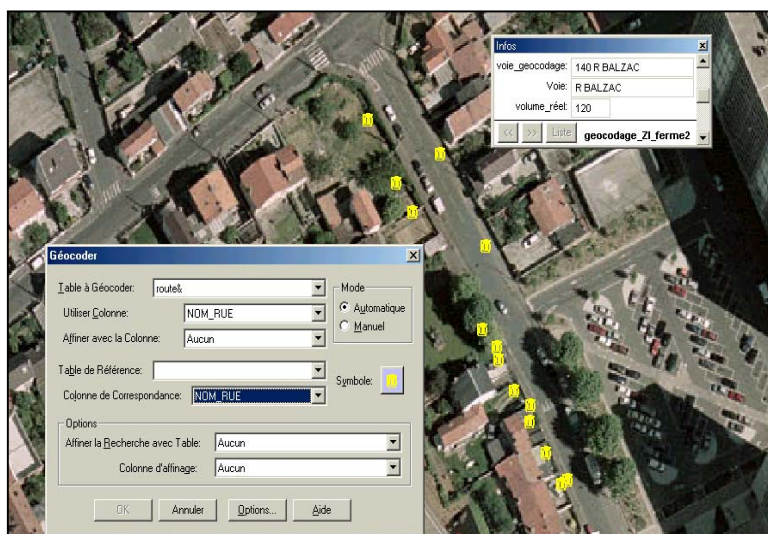 Infos
voie_geocodage: 140 R BALZAC
Voie: R BALZAC
volume_réel: 120
<< >> Liste geocodage_ZI_ferme2
Géocoder
Table à Géocoder: route&
Utiliser Colonne: NOM_RUE
Affiner avec la Colonne: Aucun
Mode
Automatique
Manuel
Table de Référence:
Colonne de Correspondance: NOM_RUE
Symbole:
Options
Affiner la Recherche avec Table: Aucun
Colonne d'affinage: Aucun
OK Annuler Options... Aide